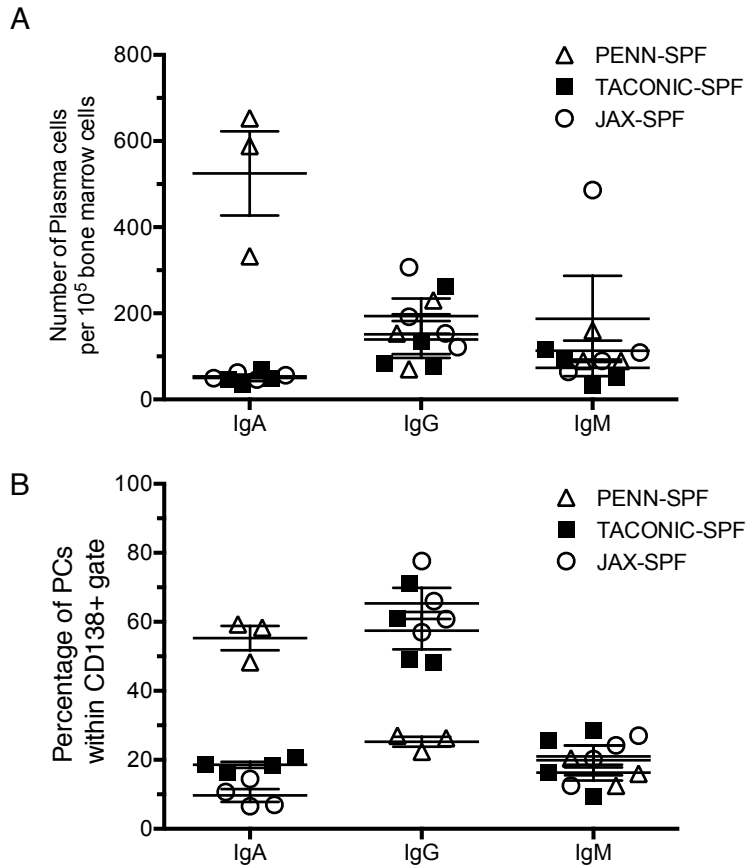 A
Number of Plasma cells
per 10⁵ bone marrow cells
800
600
400
200
0
IgA
IgG
IgM
PENN-SPF
TACONIC-SPF
JAX-SPF
B
Percentage of PCs
within CD138+ gate
100
80
60
40
20
0
IgA
IgG
IgM
PENN-SPF
TACONIC-SPF
JAX-SPF